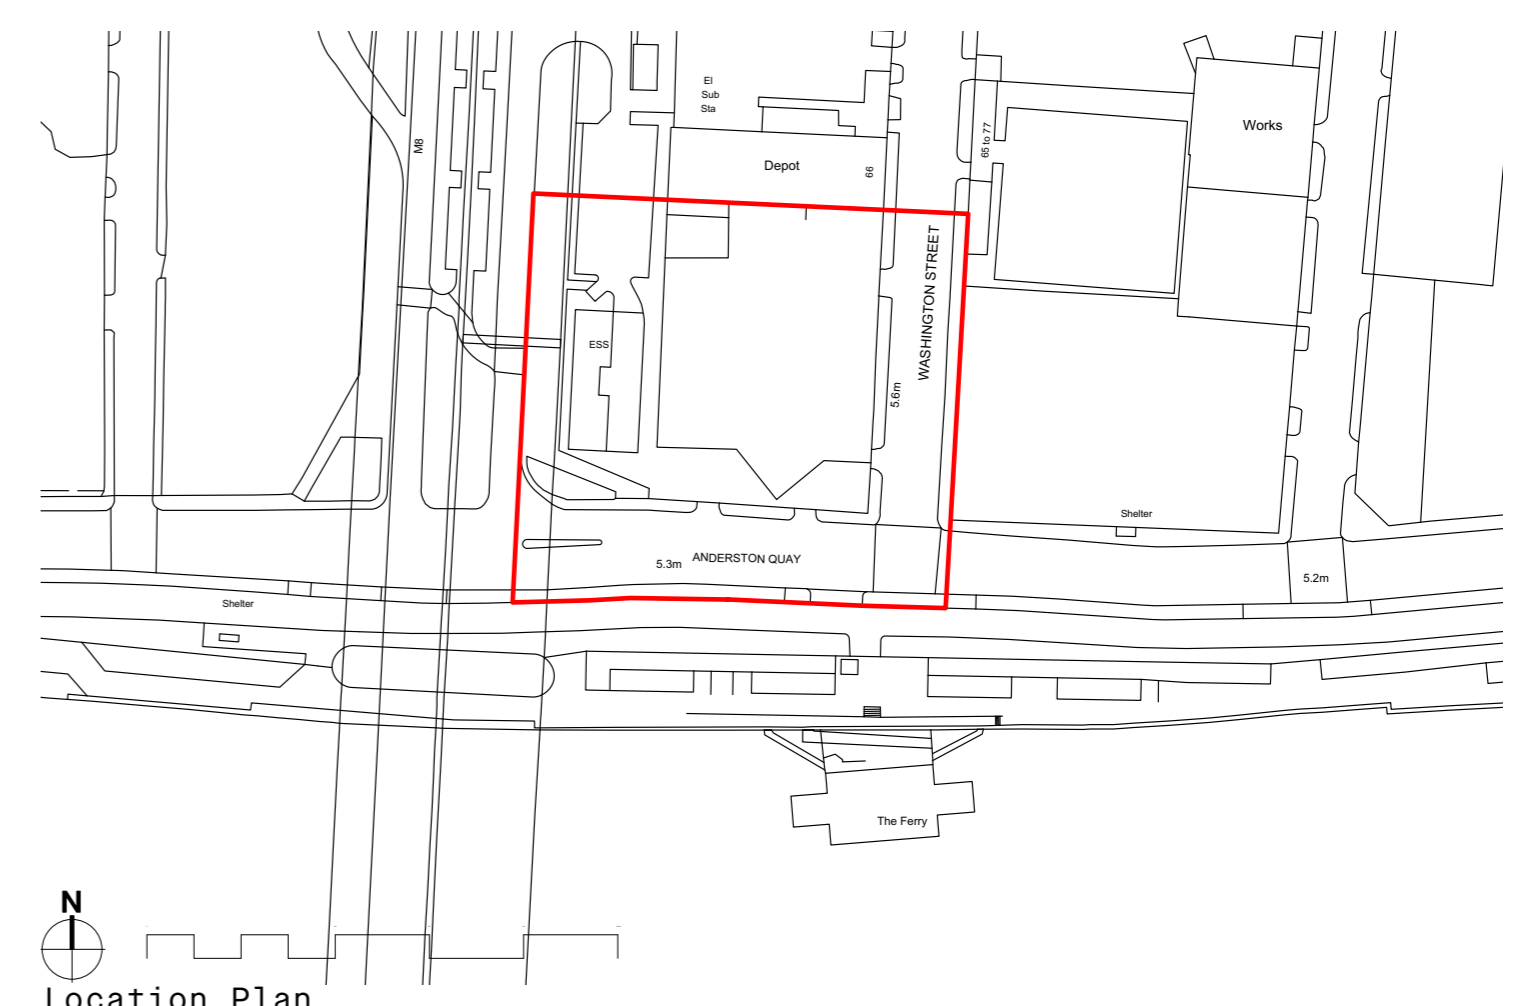 El
Sub
Sta
M8
Depot
66
65 to 77
Works
WASHINGTON STREET
ESS
5.6m
Shelter
5.3m
ANDERSTON QUAY
5.2m
Shelter
The Ferry
N
Location Plan